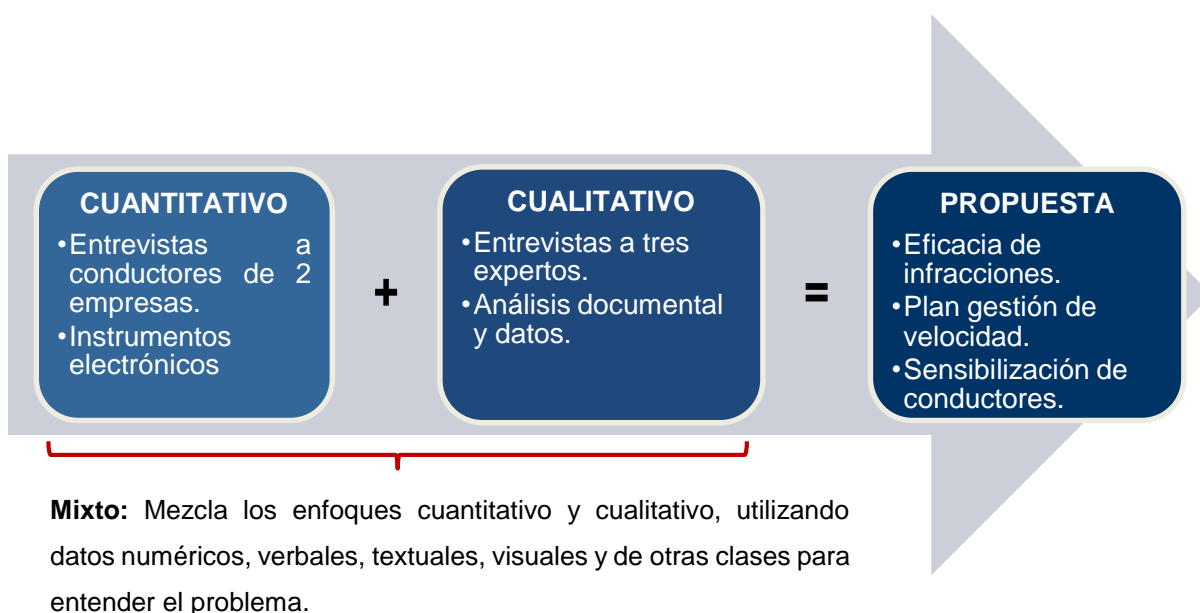 CUANTITATIVO
•Entrevistas a
conductores de 2
empresas.
•Instrumentos
electrónicos
+
CUALITATIVO
•Entrevistas a tres
expertos.
•Análisis documental
y datos.
=
PROPUESTA
•Eficacia de
infracciones.
•Plan gestión de
velocidad.
•Sensibilización de
conductores.
Mixto: Mezcla los enfoques cuantitativo y cualitativo, utilizando
datos numéricos, verbales, textuales, visuales y de otras clases para
entender el problema.